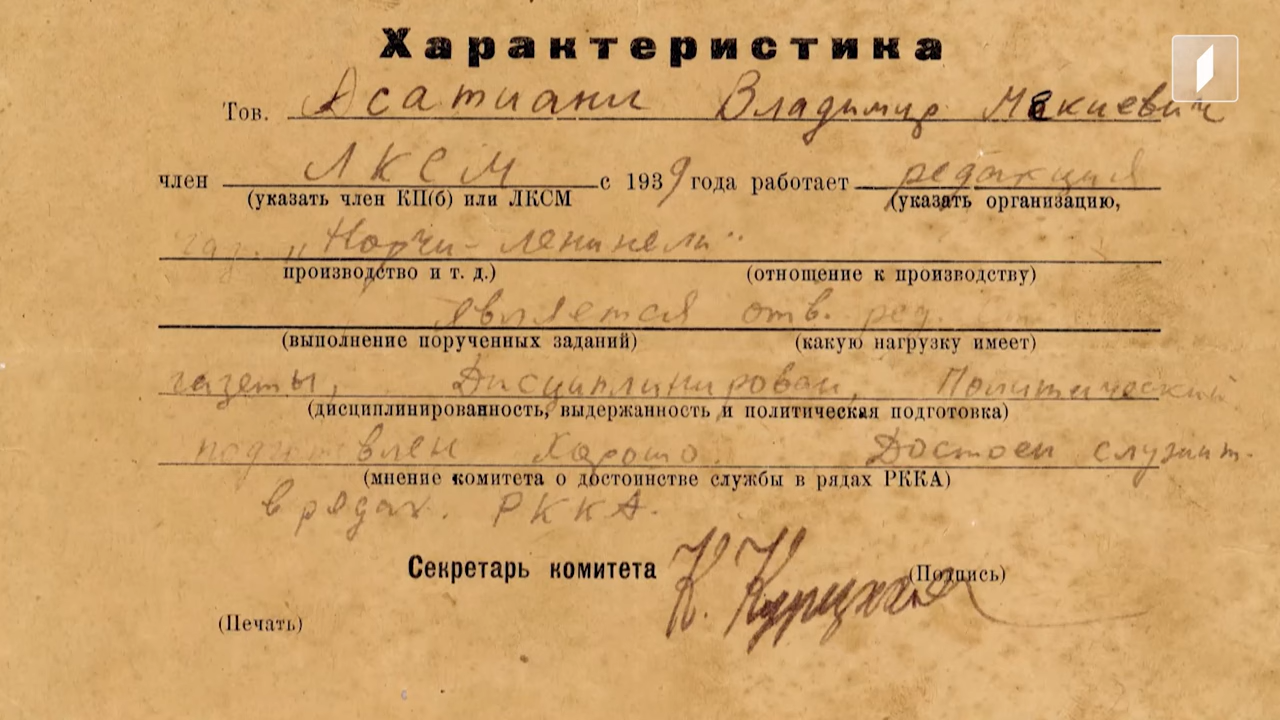 Характеристика
Тов. Асатиани Владимир
член ЛКСМ с 1939 года работает редакция
(указать член КП(б) или ЛКСМ (указать организацию,
газ. „Норчи-ленинели“
производство и т. д.) (отношение к производству)
является отв. ред.
(выполнение порученных заданий) (какую нагрузку имеет)
газеты, Дисциплинирован, Политический
(дисциплинированность, выдержанность и политическая подготовка)
подготовлен Хорошо. Достоен служит.
(мнение комитета о достоинстве службы в рядах РККА)
в рядах. РККА.
Секретарь комитета К. (Подпись)
(Печать)